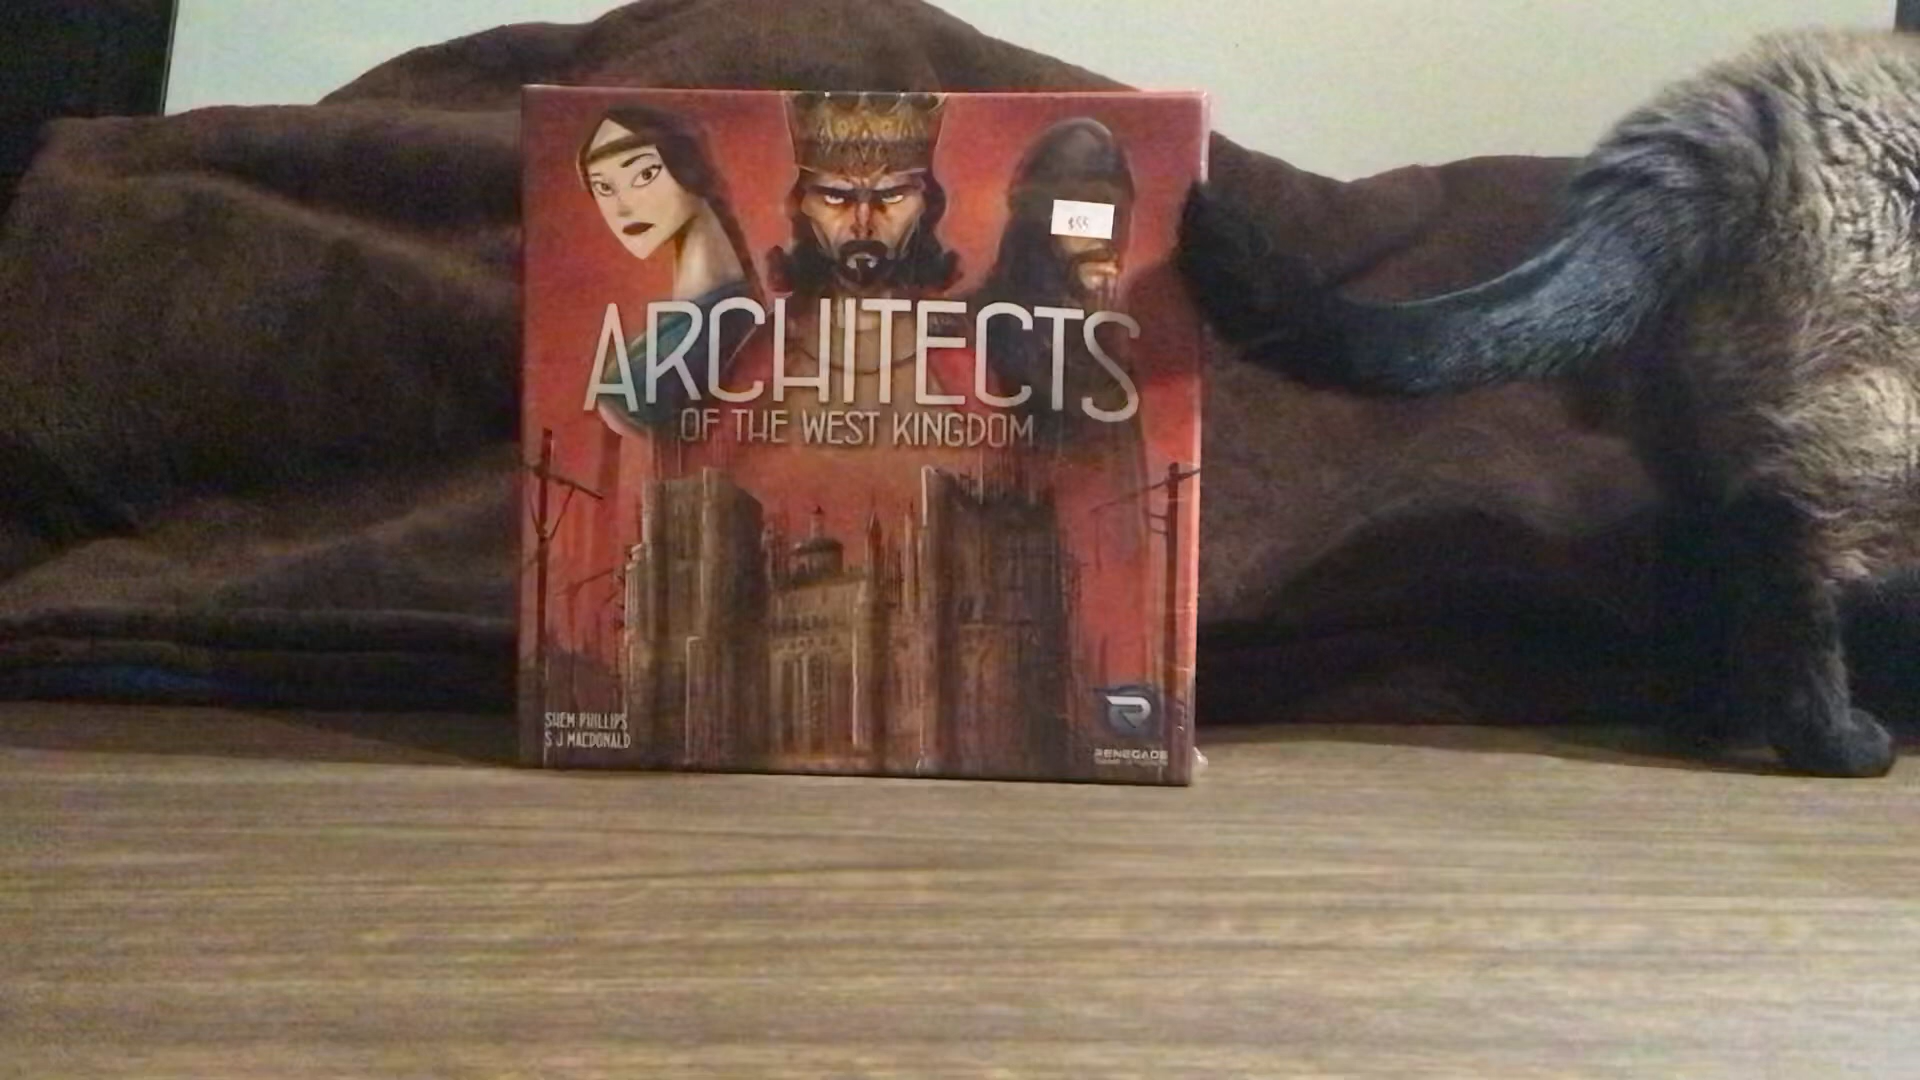 $55
ARCHITECTS
OF THE WEST KINGDOM
SHEM PHILLIPS
S J MACDONALD
RENEGADE